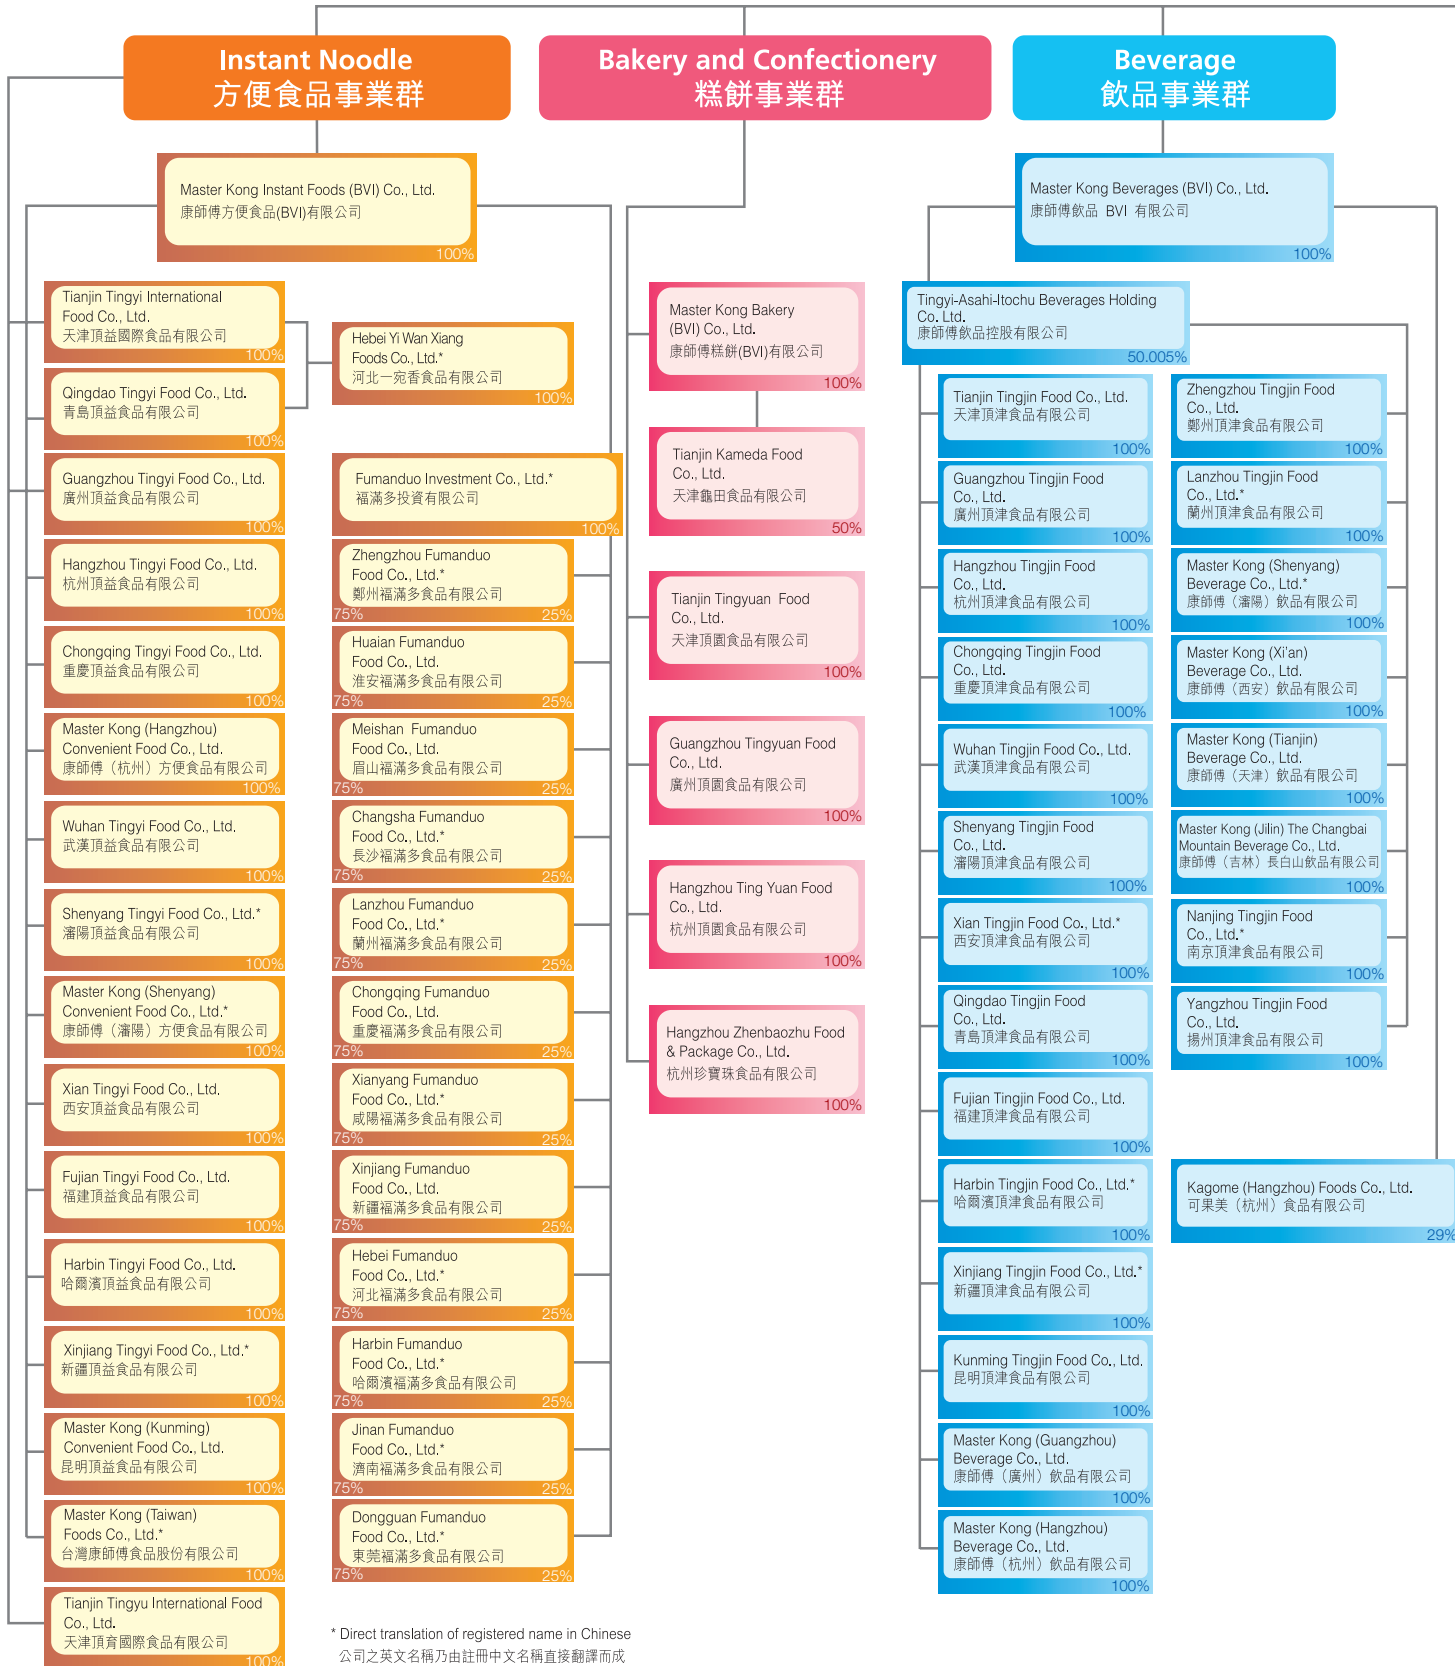 Instant Noodle
方便食品事業群
Bakery and Confectionery
糕餅事業群
Beverage
飲品事業群
Master Kong Instant Foods (BVI) Co., Ltd.
康師傅方便食品(BVI)有限公司
100%
Tianjin Tingyi International
Food Co., Ltd.
天津頂益國際食品有限公司
100%
Qingdao Tingyi Food Co., Ltd.
青島頂益食品有限公司
100%
Guangzhou Tingyi Food Co., Ltd.
廣州頂益食品有限公司
100%
Hangzhou Tingyi Food Co., Ltd.
杭州頂益食品有限公司
100%
Chongqing Tingyi Food Co., Ltd.
重慶頂益食品有限公司
100%
Master Kong (Hangzhou)
Convenient Food Co., Ltd.
康師傅（杭州）方便食品有限公司
100%
Wuhan Tingyi Food Co., Ltd.
武漢頂益食品有限公司
100%
Shenyang Tingyi Food Co., Ltd.*
瀋陽頂益食品有限公司
100%
Master Kong (Shenyang)
Convenient Food Co., Ltd.*
康師傅（瀋陽）方便食品有限公司
100%
Xian Tingyi Food Co., Ltd.
西安頂益食品有限公司
100%
Fujian Tingyi Food Co., Ltd.
福建頂益食品有限公司
100%
Harbin Tingyi Food Co., Ltd.
哈爾濱頂益食品有限公司
100%
Xinjiang Tingyi Food Co., Ltd.*
新疆頂益食品有限公司
100%
Master Kong (Kunming)
Convenient Food Co., Ltd.
昆明頂益食品有限公司
100%
Master Kong (Taiwan)
Foods Co., Ltd.*
台灣康師傅食品股份有限公司
100%
Tianjin Tingyu International Food
Co., Ltd.
天津頂育國際食品有限公司
100%
Hebei Yi Wan Xiang
Foods Co., Ltd.*
河北一宛香食品有限公司
100%
Fumanduo Investment Co., Ltd.*
福滿多投資有限公司
100%
Zhengzhou Fumanduo
Food Co., Ltd.*
鄭州福滿多食品有限公司
75% 25%
Huaian Fumanduo
Food Co., Ltd.
淮安福滿多食品有限公司
75% 25%
Meishan Fumanduo
Food Co., Ltd.
眉山福滿多食品有限公司
75% 25%
Changsha Fumanduo
Food Co., Ltd.*
長沙福滿多食品有限公司
75% 25%
Lanzhou Fumanduo
Food Co., Ltd.*
蘭州福滿多食品有限公司
75% 25%
Chongqing Fumanduo
Food Co., Ltd.
重慶福滿多食品有限公司
75% 25%
Xianyang Fumanduo
Food Co., Ltd.*
咸陽福滿多食品有限公司
75% 25%
Xinjiang Fumanduo
Food Co., Ltd.
新疆福滿多食品有限公司
75% 25%
Hebei Fumanduo
Food Co., Ltd.*
河北福滿多食品有限公司
75% 25%
Harbin Fumanduo
Food Co., Ltd.*
哈爾濱福滿多食品有限公司
75% 25%
Jinan Fumanduo
Food Co., Ltd.*
濟南福滿多食品有限公司
75% 25%
Dongguan Fumanduo
Food Co., Ltd.*
東莞福滿多食品有限公司
75% 25%
* Direct translation of registered name in Chinese
公司之英文名稱乃由註冊中文名稱直接翻譯而成
Master Kong Bakery
(BVI) Co., Ltd.
康師傅糕餅(BVI)有限公司
100%
Tianjin Kameda Food
Co., Ltd.
天津龜田食品有限公司
50%
Tianjin Tingyuan Food
Co., Ltd.
天津頂園食品有限公司
100%
Guangzhou Tingyuan Food
Co., Ltd.
廣州頂園食品有限公司
100%
Hangzhou Ting Yuan Food
Co., Ltd.
杭州頂園食品有限公司
100%
Hangzhou Zhenbaozhu Food
& Package Co., Ltd.
杭州珍寶珠食品有限公司
100%
Master Kong Beverages (BVI) Co., Ltd.
康師傅飲品 BVI 有限公司
100%
Tingyi-Asahi-Itochu Beverages Holding
Co. Ltd.
康師傅飲品控股有限公司
50.005%
Tianjin Tingjin Food Co., Ltd.
天津頂津食品有限公司
100%
Guangzhou Tingjin Food
Co., Ltd.
廣州頂津食品有限公司
100%
Hangzhou Tingjin Food
Co., Ltd.
杭州頂津食品有限公司
100%
Chongqing Tingjin Food
Co., Ltd.
重慶頂津食品有限公司
100%
Wuhan Tingjin Food Co., Ltd.
武漢頂津食品有限公司
100%
Shenyang Tingjin Food
Co., Ltd.
瀋陽頂津食品有限公司
100%
Xian Tingjin Food Co., Ltd.*
西安頂津食品有限公司
100%
Qingdao Tingjin Food
Co., Ltd.
青島頂津食品有限公司
100%
Fujian Tingjin Food Co., Ltd.
福建頂津食品有限公司
100%
Harbin Tingjin Food Co., Ltd.*
哈爾濱頂津食品有限公司
100%
Xinjiang Tingjin Food Co., Ltd.*
新疆頂津食品有限公司
100%
Kunming Tingjin Food Co., Ltd.
昆明頂津食品有限公司
100%
Master Kong (Guangzhou)
Beverage Co., Ltd.
康師傅（廣州）飲品有限公司
100%
Master Kong (Hangzhou)
Beverage Co., Ltd.
康師傅（杭州）飲品有限公司
100%
Zhengzhou Tingjin Food
Co., Ltd.
鄭州頂津食品有限公司
100%
Lanzhou Tingjin Food
Co., Ltd.*
蘭州頂津食品有限公司
100%
Master Kong (Shenyang)
Beverage Co., Ltd.*
康師傅（瀋陽）飲品有限公司
100%
Master Kong (Xi'an)
Beverage Co., Ltd.
康師傅（西安）飲品有限公司
100%
Master Kong (Tianjin)
Beverage Co., Ltd.
康師傅（天津）飲品有限公司
100%
Master Kong (Jilin) The Changbai
Mountain Beverage Co., Ltd.
康師傅（吉林）長白山飲品有限公司
100%
Nanjing Tingjin Food
Co., Ltd.*
南京頂津食品有限公司
100%
Yangzhou Tingjin Food
Co., Ltd.
揚州頂津食品有限公司
100%
Kagome (Hangzhou) Foods Co., Ltd.
可果美（杭州）食品有限公司
29%